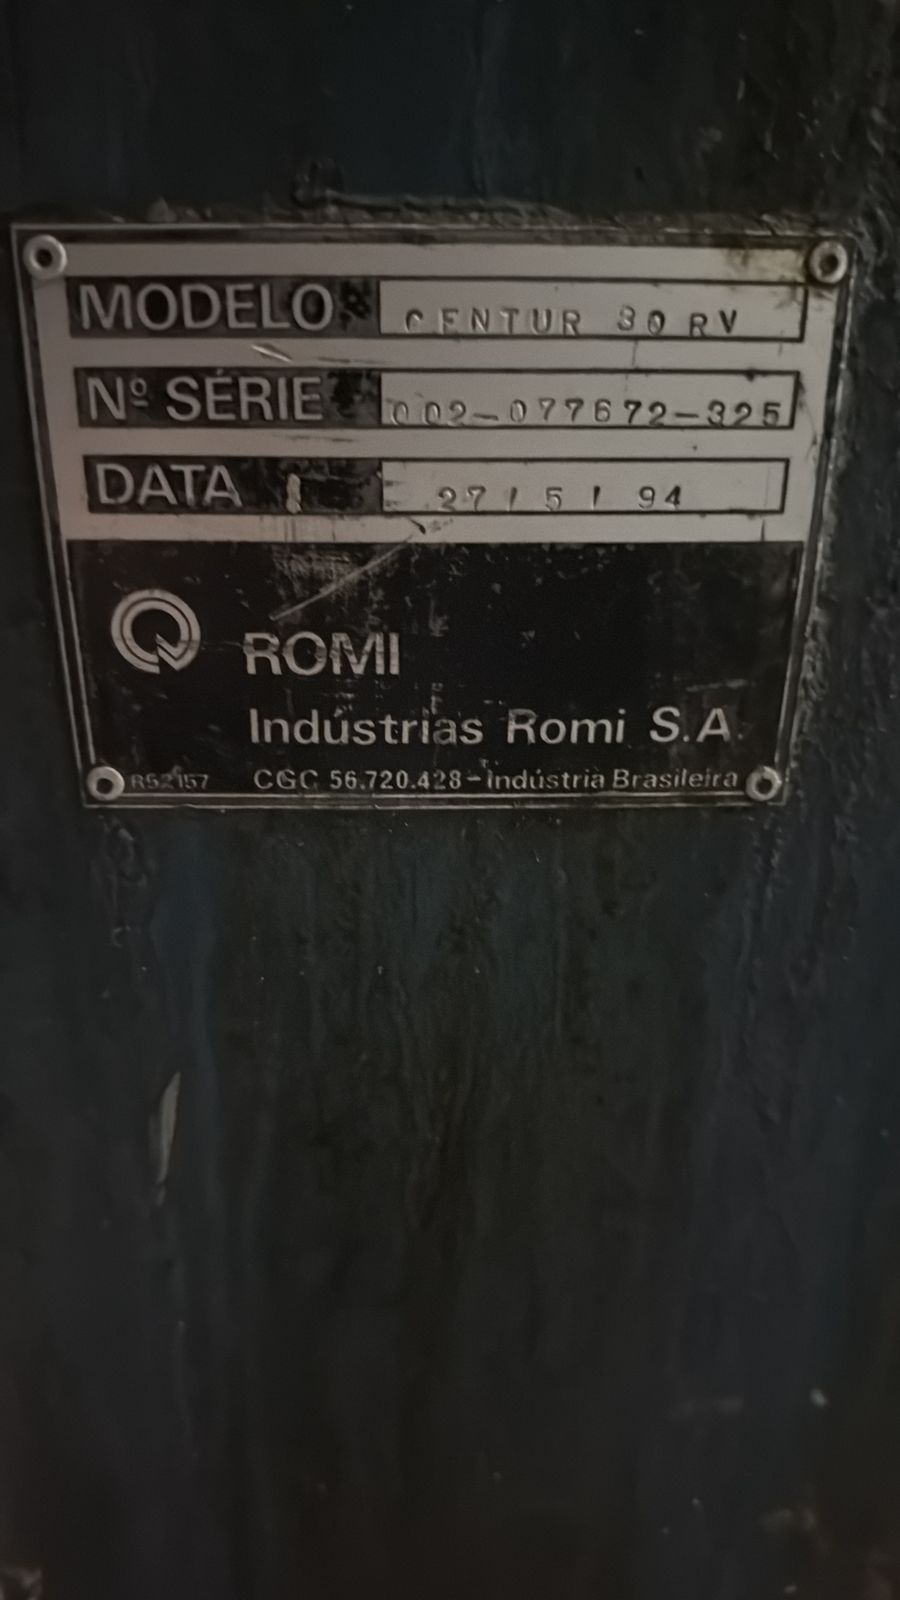 MODELO CENTUR 30 RV
Nº SÉRIE 002-077672-325
DATA 27 / 5 / 94
ROMI
Indústrias Romi S.A.
R52157 CGC 56.720.428-Indústria Brasileira